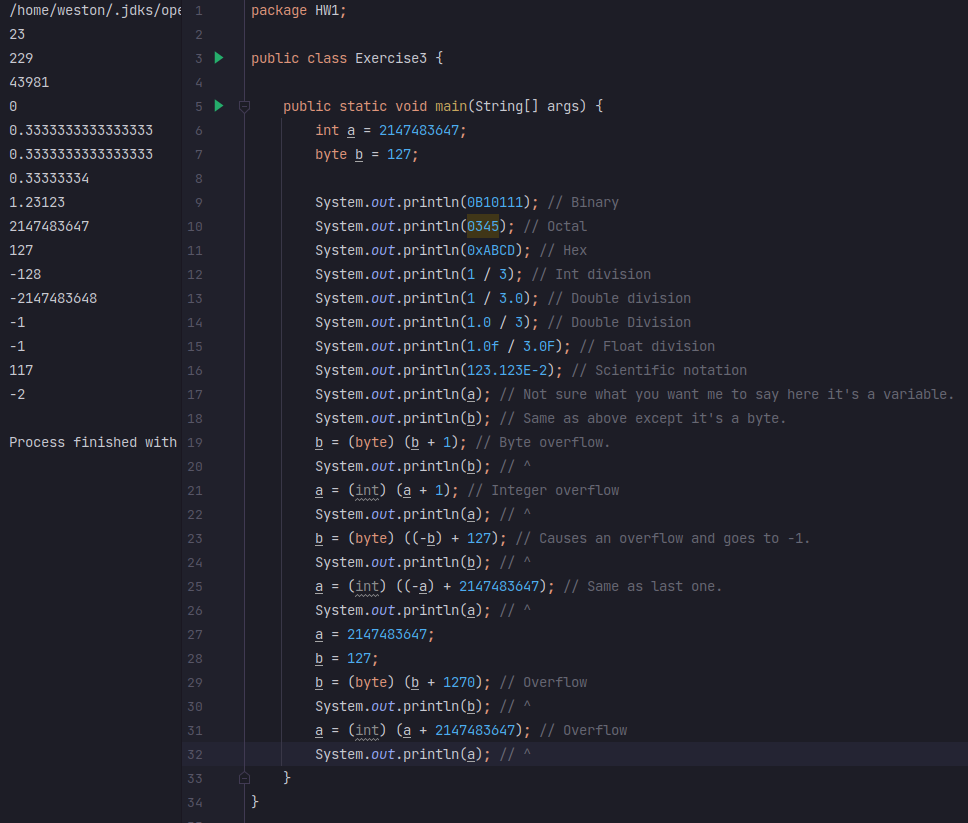 /home/weston/.jdks/ope
23
229
43981
0
0.3333333333333333
0.3333333333333333
0.33333334
1.23123
2147483647
127
-128
-2147483648
-1
-1
117
-2
Process finished with
1 package HW1;
2
3 public class Exercise3 {
4
5 public static void main(String[] args) {
6 int a = 2147483647;
7 byte b = 127;
8
9 System.out.println(0B10111); // Binary
10 System.out.println(0345); // Octal
11 System.out.println(0xABCD); // Hex
12 System.out.println(1 / 3); // Int division
13 System.out.println(1 / 3.0); // Double division
14 System.out.println(1.0 / 3); // Double Division
15 System.out.println(1.0f / 3.0F); // Float division
16 System.out.println(123.123E-2); // Scientific notation
17 System.out.println(a); // Not sure what you want me to say here it's a variable.
18 System.out.println(b); // Same as above except it's a byte.
19 b = (byte) (b + 1); // Byte overflow.
20 System.out.println(b); // ^
21 a = (int) (a + 1); // Integer overflow
22 System.out.println(a); // ^
23 b = (byte) ((-b) + 127); // Causes an overflow and goes to -1.
24 System.out.println(b); // ^
25 a = (int) ((-a) + 2147483647); // Same as last one.
26 System.out.println(a); // ^
27 a = 2147483647;
28 b = 127;
29 b = (byte) (b + 1270); // Overflow
30 System.out.println(b); // ^
31 a = (int) (a + 2147483647); // Overflow
32 System.out.println(a); // ^
33 }
34 }